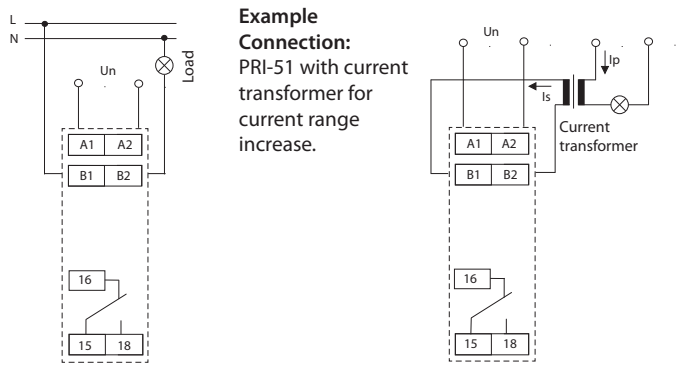 L
N
Un
Load
A1 A2
B1 B2
16
15 18
Example
Connection:
PRI-51 with current
transformer for
current range
increase.
Un
Ip
Is
Current
transformer
A1 A2
B1 B2
16
15 18